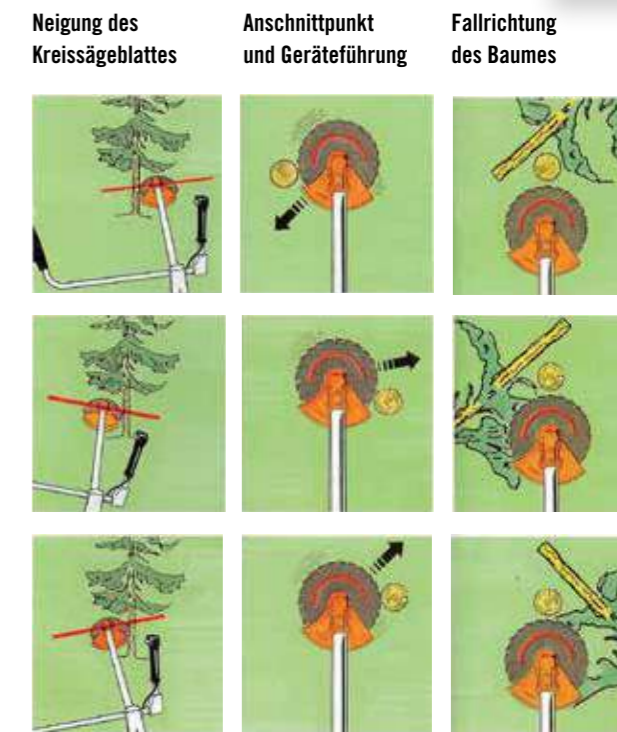 Neigung des
Kreissägeblattes
Anschnittpunkt
und Geräteführung
Fallrichtung
des Baumes